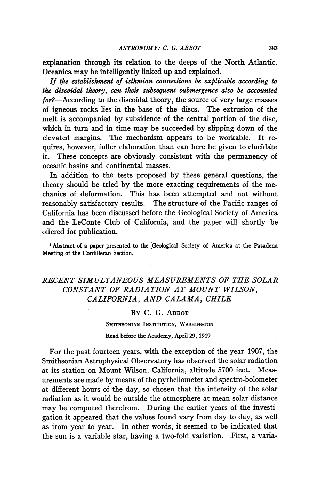 ASTRONOMY: C. G. ABBOT 383
explanation through its relation to the deeps of the North Atlantic.
Oceanica may be intelligently linked up and explained.
If the establishment of isthmian connections be explicable according to
the discoidal theory, can their subsequent submergence also be accounted
for?—According to the discoidal theory, the source of very large masses
of igneous rocks lies in the base of the discs. The extrusion of the
melt is accompanied by subsidence of the central portion of the disc,
which in turn and in time may be succeeded by slipping down of the
elevated margins. The mechanism appears to be workable. It re-
quires, however, fuller elaboration than can here be given to elucidate
it. These concepts are obviously consistent with the permanency of
oceanic basins and continental masses.
In addition to the tests proposed by these general questions, the
theory should be tried by the more exacting requirements of the me-
chanics of deformation. This has been attempted and not without
reasonably satisfactory results. The structure of the Pacific ranges of
California has been discussed before the Geological Society of America
and the LeConte Club of California, and the paper will shortly be
offered for publication.
¹ Abstract of a paper presented to the Geological Society of America at the Pasadena
Meeting of the Cordilleran Section.
RECENT SIMULTANEOUS MEASUREMENTS OF THE SOLAR
CONSTANT OF RADIATION AT MOUNT WILSON,
CALIFORNIA, AND CALAMA, CHILE
BY C. G. ABBOT
SMITHSONIAN INSTITUTION, WASHINGTON
Read before the Academy, April 29, 1919
For the past fourteen years, with the exception of the year 1907, the
Smithsonian Astrophysical Observatory has observed the solar radiation
at its station on Mount Wilson, California, altitude 5700 feet. Meas-
urements are made by means of the pyrheliometer and spectro-bolometer
at different hours of the day, so chosen that the intensity of the solar
radiation as it would be outside the atmosphere at mean solar distance
may be computed therefrom. During the earlier years of the investi-
gation it appeared that the values found vary from day to day, as well
as from year to year. In other words, it seemed to be indicated that
the sun is a variable star, having a two-fold variation. First, a varia-